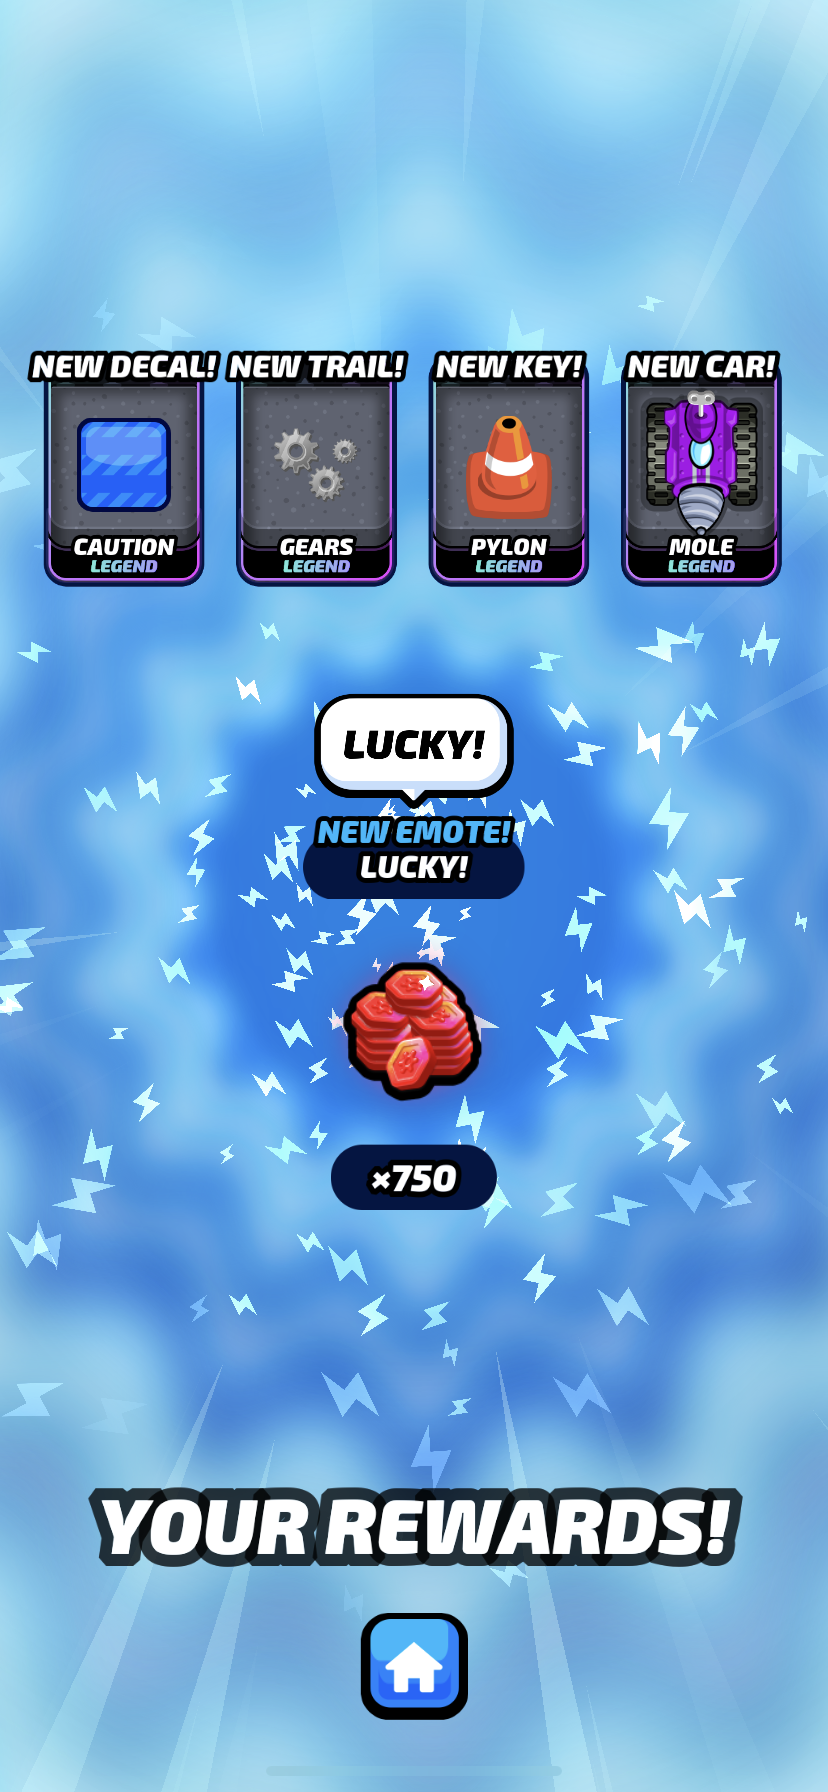 NEW DECAL! NEW TRAIL! NEW KEY! NEW CAR!
CAUTION GEARS PYLON MOLE
LEGEND LEGEND LEGEND LEGEND
LUCKY!
NEW EMOTE!
LUCKY!
×750
YOUR REWARDS!